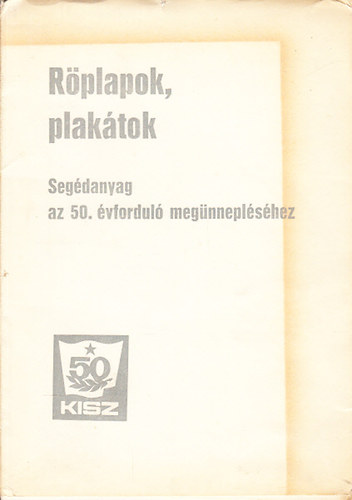 Röplapok,
plakátok
Segédanyag
az 50. évforduló megünnepléséhez
50
KISZ